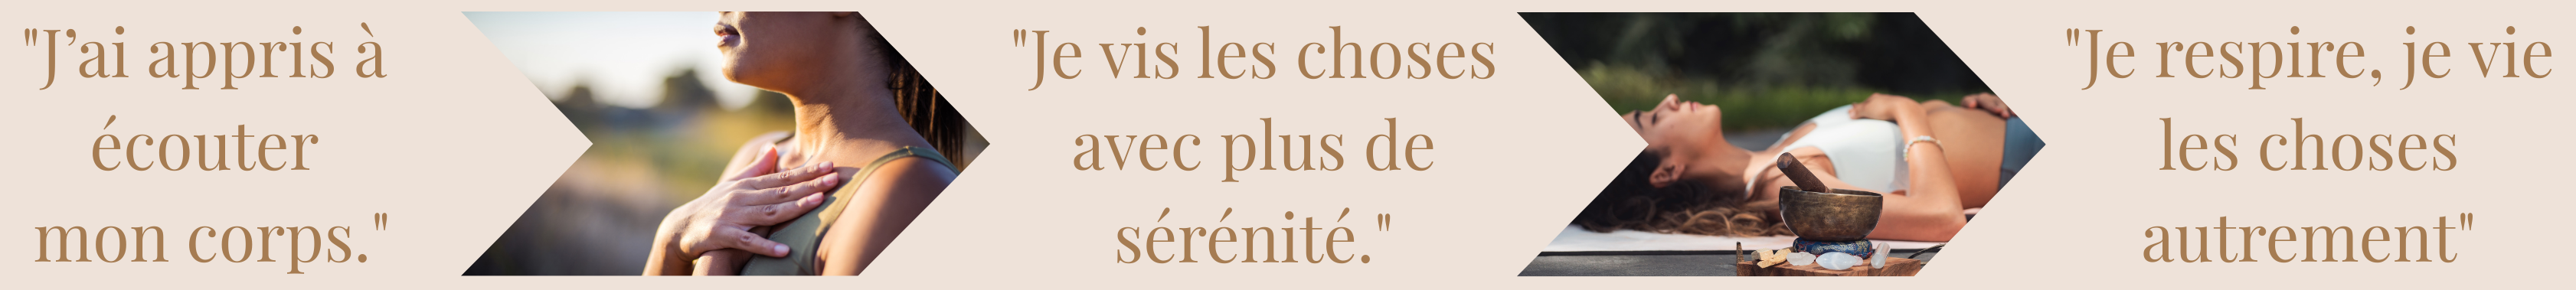 "J’ai appris à
écouter
mon corps."
"Je vis les choses
avec plus de
sérénité."
"Je respire, je vie
les choses
autrement"